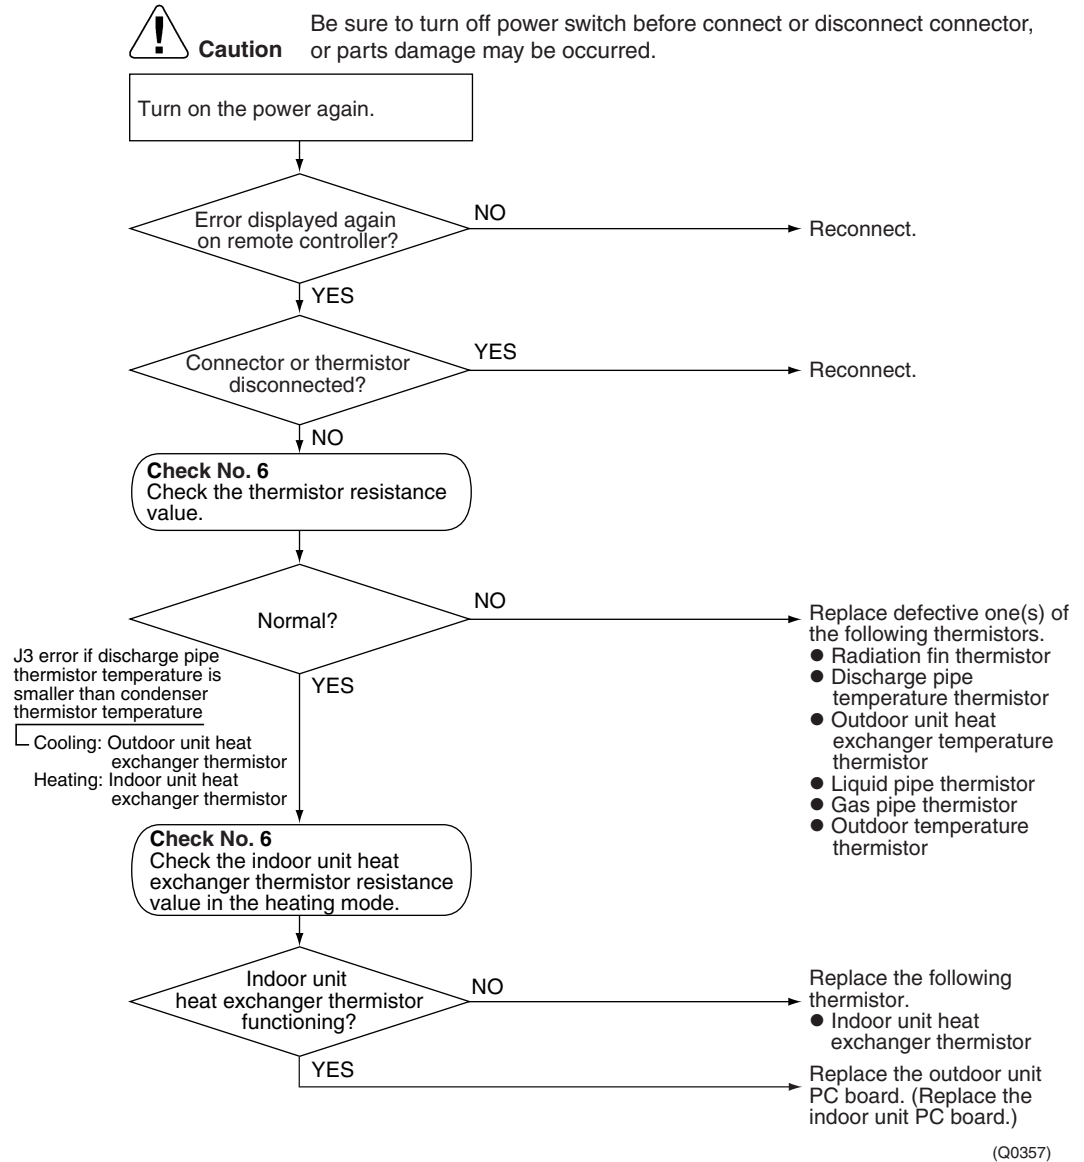 Be sure to turn off power switch before connect or disconnect connector,
Caution or parts damage may be occurred.
Turn on the power again.
Error displayed again
on remote controller?
NO
Reconnect.
YES
Connector or thermistor
disconnected?
YES
Reconnect.
NO
Check No. 6
Check the thermistor resistance
value.
Normal?
NO
Replace defective one(s) of
the following thermistors.
● Radiation fin thermistor
● Discharge pipe
temperature thermistor
● Outdoor unit heat
exchanger temperature
thermistor
● Liquid pipe thermistor
● Gas pipe thermistor
● Outdoor temperature
thermistor
YES
J3 error if discharge pipe
thermistor temperature is
smaller than condenser
thermistor temperature
Cooling: Outdoor unit heat
exchanger thermistor
Heating: Indoor unit heat
exchanger thermistor
Check No. 6
Check the indoor unit heat
exchanger thermistor resistance
value in the heating mode.
Indoor unit
heat exchanger thermistor
functioning?
NO
Replace the following
thermistor.
● Indoor unit heat
exchanger thermistor
YES
Replace the outdoor unit
PC board. (Replace the
indoor unit PC board.)
(Q0357)